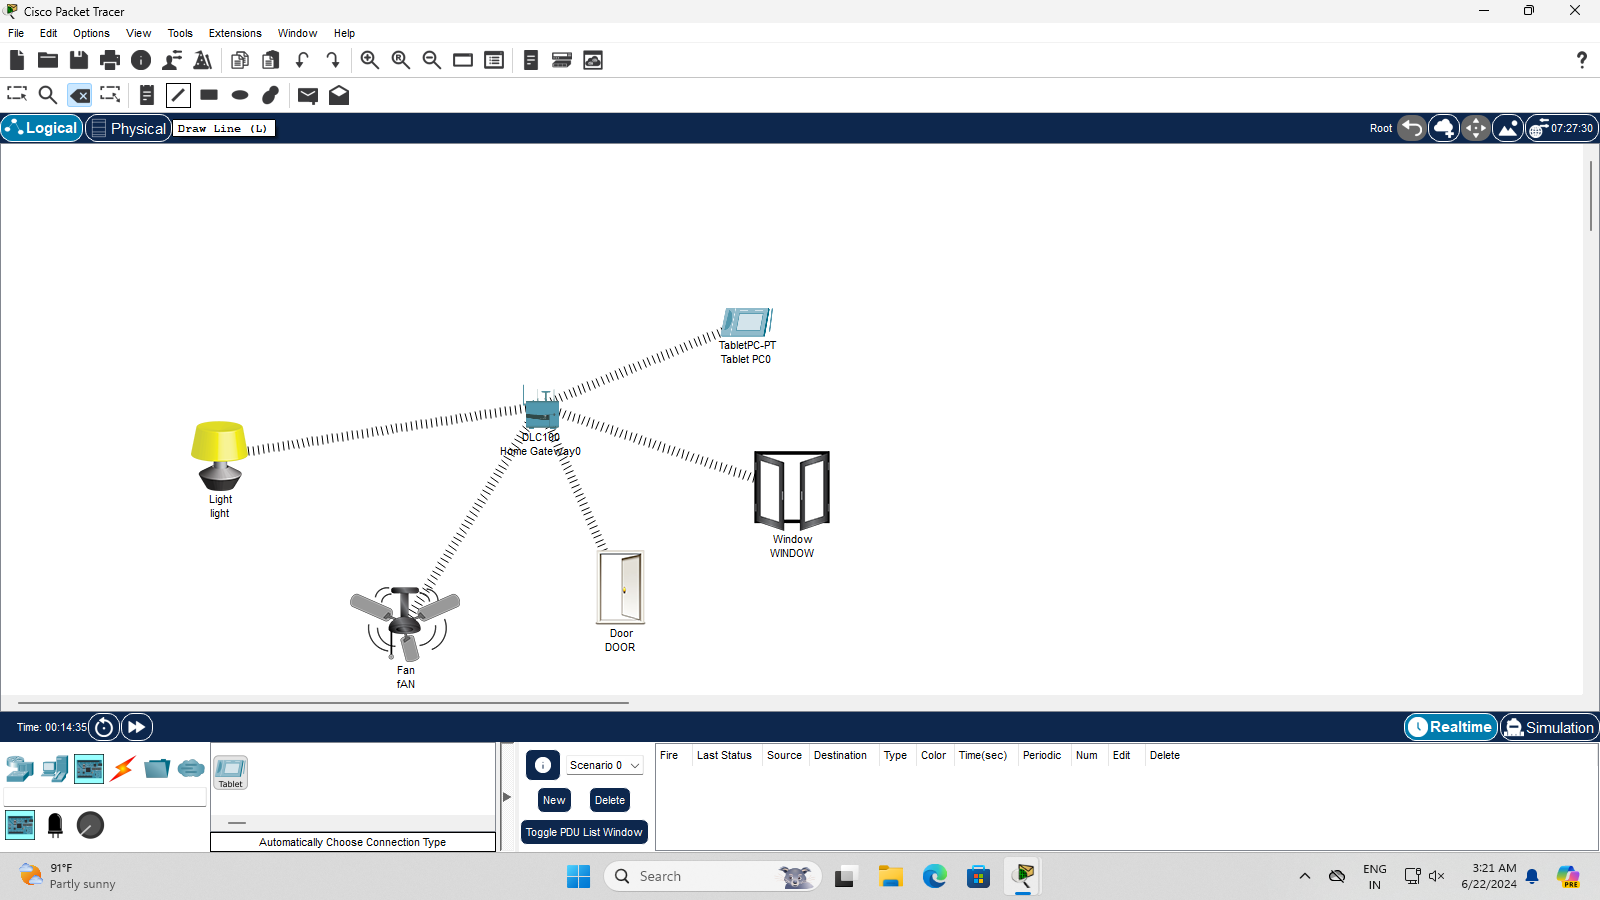 Cisco Packet Tracer
File Edit Options View Tools Extensions Window Help
Logical Physical Draw Line (L) Root 07:27:30
TabletPC-PT
Tablet PC0
DLC100
Home Gateway0
Light
light
Window
WINDOW
Door
DOOR
Fan
fAN
Time: 00:14:35 Realtime Simulation
Fire Last Status Source Destination Type Color Time(sec) Periodic Num Edit Delete
Scenario 0
Tablet
New Delete
Toggle PDU List Window
Automatically Choose Connection Type
91°F
Partly sunny
Search
PRE
ENG
IN
3:21 AM
6/22/2024